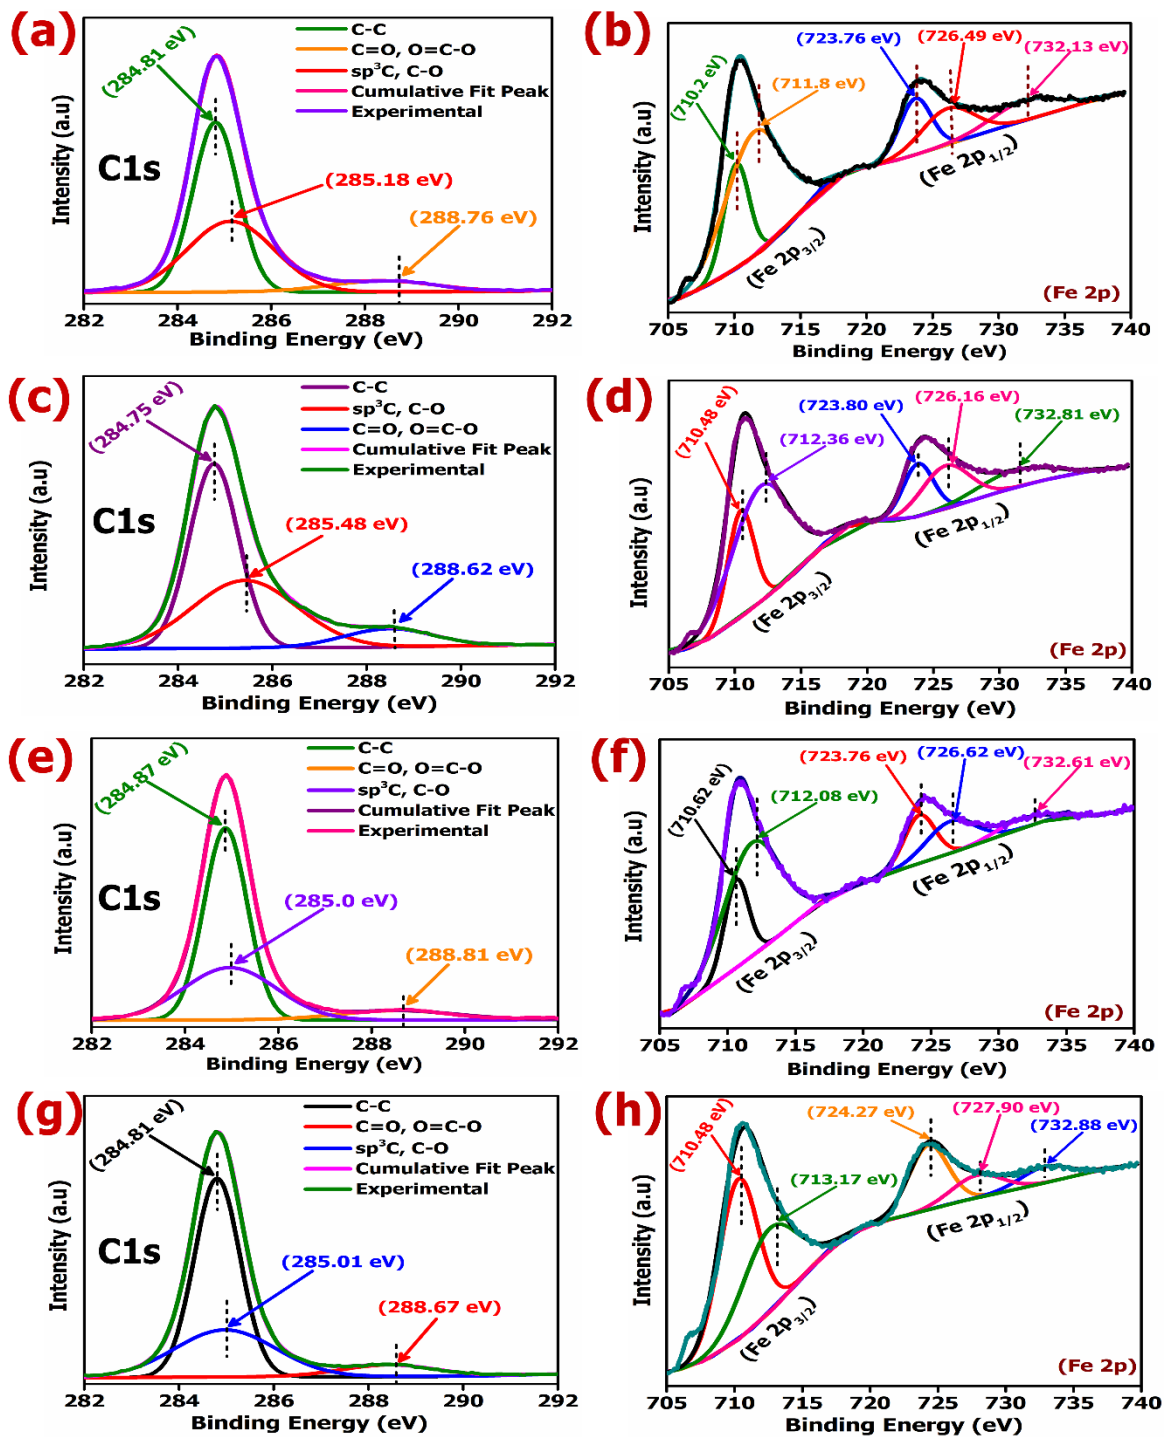 (a)
(284.81 eV)
C1s
(285.18 eV)
(288.76 eV)
C-C
C=O, O=C-O
sp³C, C-O
Cumulative Fit Peak
Experimental
Intensity (a.u)
282 284 286 288 290 292
Binding Energy (eV)
(b)
(710.2 eV)
(711.8 eV)
(723.76 eV)
(726.49 eV)
(732.13 eV)
(Fe 2p3/2)
(Fe 2p1/2)
(Fe 2p)
Intensity (a.u)
705 710 715 720 725 730 735 740
Binding Energy (eV)
(c)
(284.75 eV)
C1s
(285.48 eV)
(288.62 eV)
C-C
sp³C, C-O
C=O, O=C-O
Cumulative Fit Peak
Experimental
Intensity (a.u)
282 284 286 288 290 292
Binding Energy (eV)
(d)
(710.48 eV)
(712.36 eV)
(723.80 eV)
(726.16 eV)
(732.81 eV)
(Fe 2p3/2)
(Fe 2p1/2)
(Fe 2p)
Intensity (a.u)
705 710 715 720 725 730 735 740
Binding Energy (eV)
(e)
(284.87 eV)
C1s
(285.0 eV)
(288.81 eV)
C-C
C=O, O=C-O
sp³C, C-O
Cumulative Fit Peak
Experimental
Intensity (a.u)
282 284 286 288 290 292
Binding Energy (eV)
(f)
(710.62 eV)
(712.08 eV)
(723.76 eV)
(726.62 eV)
(732.61 eV)
(Fe 2p3/2)
(Fe 2p1/2)
(Fe 2p)
Intensity (a.u)
705 710 715 720 725 730 735 740
Binding Energy (eV)
(g)
(284.81 eV)
C1s
(285.01 eV)
(288.67 eV)
C-C
C=O, O=C-O
sp³C, C-O
Cumulative Fit Peak
Experimental
Intensity (a.u)
282 284 286 288 290 292
Binding Energy (eV)
(h)
(710.48 eV)
(713.17 eV)
(724.27 eV)
(727.90 eV)
(732.88 eV)
(Fe 2p3/2)
(Fe 2p1/2)
(Fe 2p)
Intensity (a.u)
705 710 715 720 725 730 735 740
Binding Energy (eV)